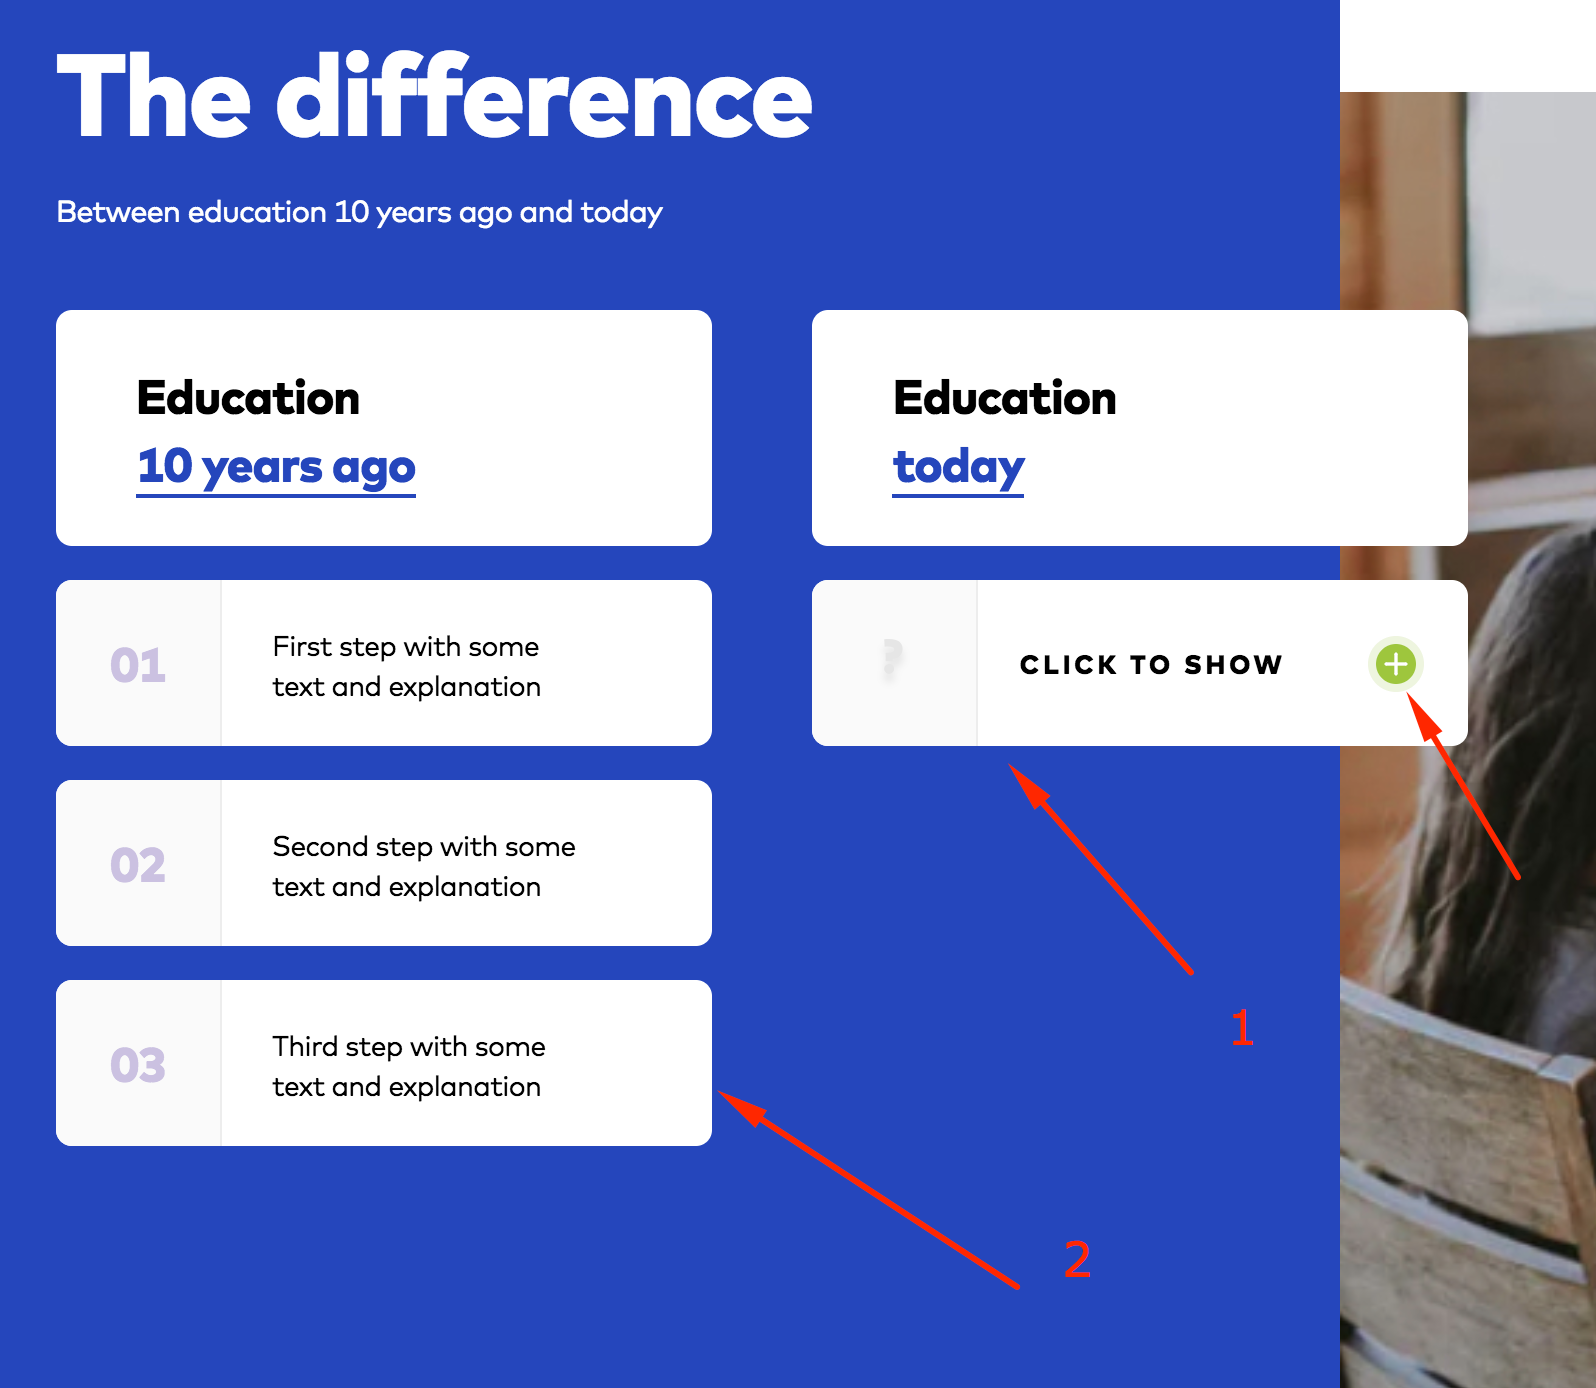 The difference
Between education 10 years ago and today
Education
10 years ago
01
First step with some
text and explanation
02
Second step with some
text and explanation
03
Third step with some
text and explanation
Education
today
?
CLICK TO SHOW
1
2